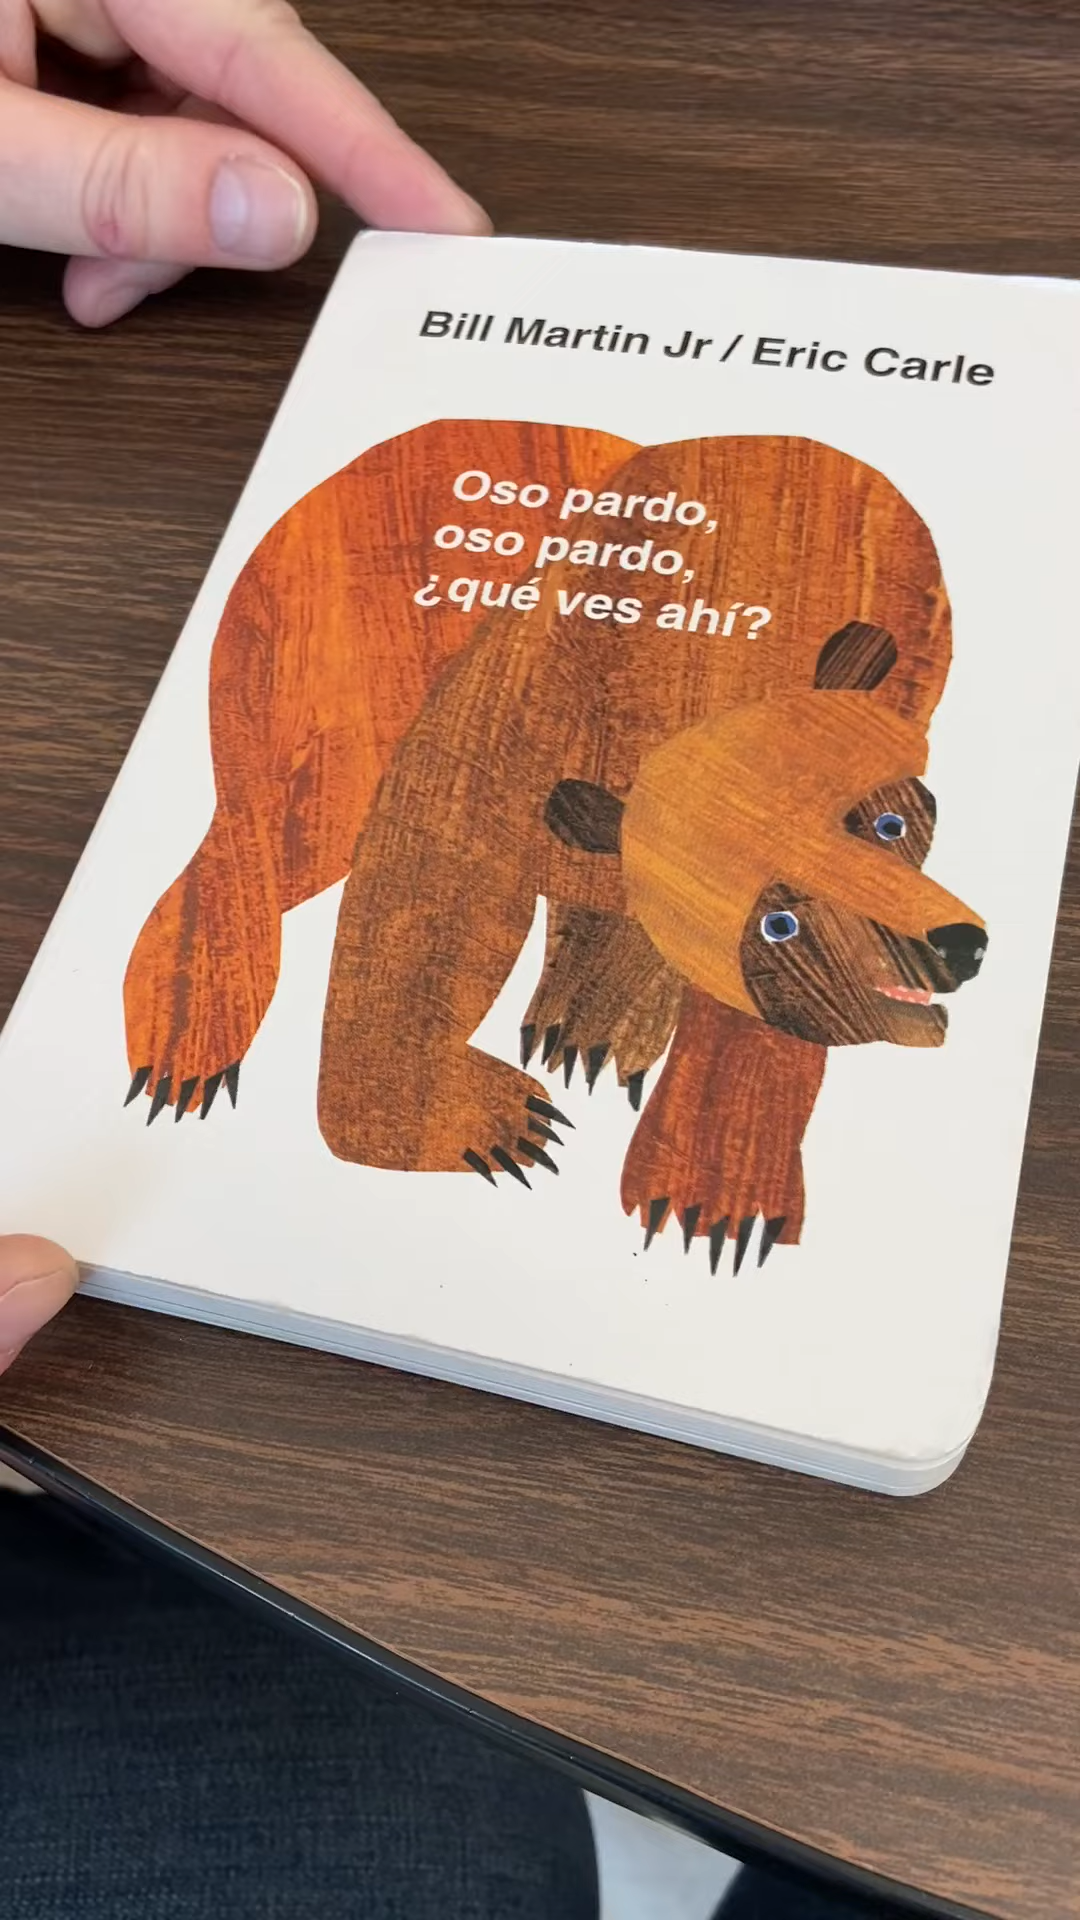 Bill Martin Jr / Eric Carle
Oso pardo,
oso pardo,
¿qué ves ahí?